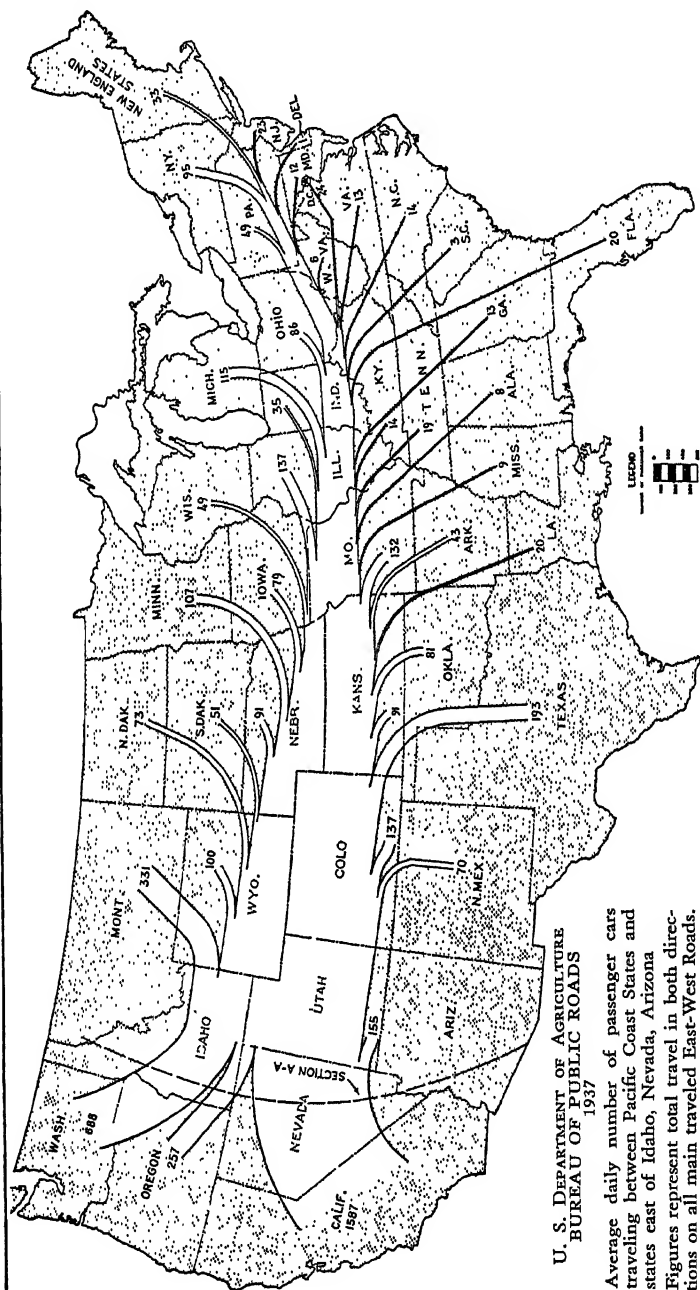 WASH.
688
OREGON
257
CALIF.
1587
NEVADA
SECTION A-A
IDAHO
UTAH
155
ARIZ.
MONT.
331
100
WYO.
COLO
137
70
N.MEX.
N. DAK.
73
S.DAK.
51
91
NEBR.
KANS.
91
81
OKLA.
193
TEXAS
MINN.
107
IOWA.
79
WIS.
49
137
MO.
132
43
ARK.
20
LA.
35
ILL.
MICH.
115
IND.
OHIO
86
KY.
14
TENN.
19
9
MISS.
8
ALA.
13
GA.
20
FLA.
3
S.C.
14
N.C.
13
VA.
6
W. VA.
24
D.C.
12
MD.
DEL
23
N.J.
49 PA.
N.Y.
95
NEW ENGLAND
STATES
33
LEGEND
U. S. Department of Agriculture
BUREAU OF PUBLIC ROADS
1937
Average daily number of passenger cars
traveling between Pacific Coast States and
states east of Idaho, Nevada, Arizona
Figures represent total travel in both direc-
tions on all main traveled East-West Roads.